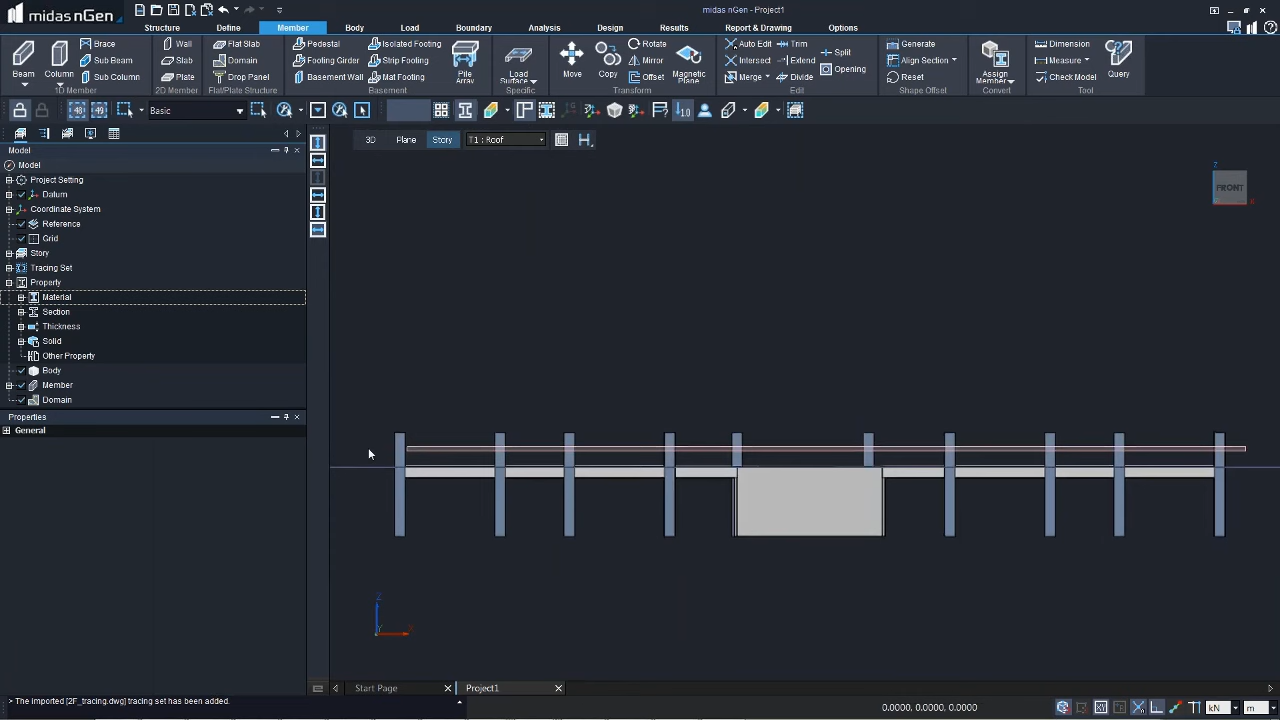 midas nGen
midas nGen - Project1
Structure Define Member Body Load Boundary Analysis Design Results Report & Drawing Options
Beam
Column
Brace
Sub Beam
Sub Column
1D Member
Wall
Slab
Plate
2D Member
Flat Slab
Domain
Drop Panel
Flat/Plate Structure
Pedestal
Footing Girder
Basement Wall
Isolated Footing
Strip Footing
Mat Footing
Pile Array
Basement
Load Surface
Specific
Move
Copy
Rotate
Mirror
Offset
Magnetic Plane
Auto Edit
Intersect
Merge
Trim
Extend
Divide
Split
Opening
Transform
Generate
Align Section
Reset
Shape Offset
Assign Member
Convert
Dimension
Measure
Check Model
Query
Tool
Basic
1.0
3D Plane Story T1 : Roof
Model
Model
Project Setting
Datum
Coordinate System
Reference
Grid
Story
Tracing Set
Property
Material
Section
Thickness
Solid
Other Property
Body
Member
Domain
Properties
General
Z
FRONT
X
Z
Y
X
Start Page Project1
> The imported [2F_tracing.dwg] tracing set has been added.
0.0000, 0.0000, 0.0000
kN m